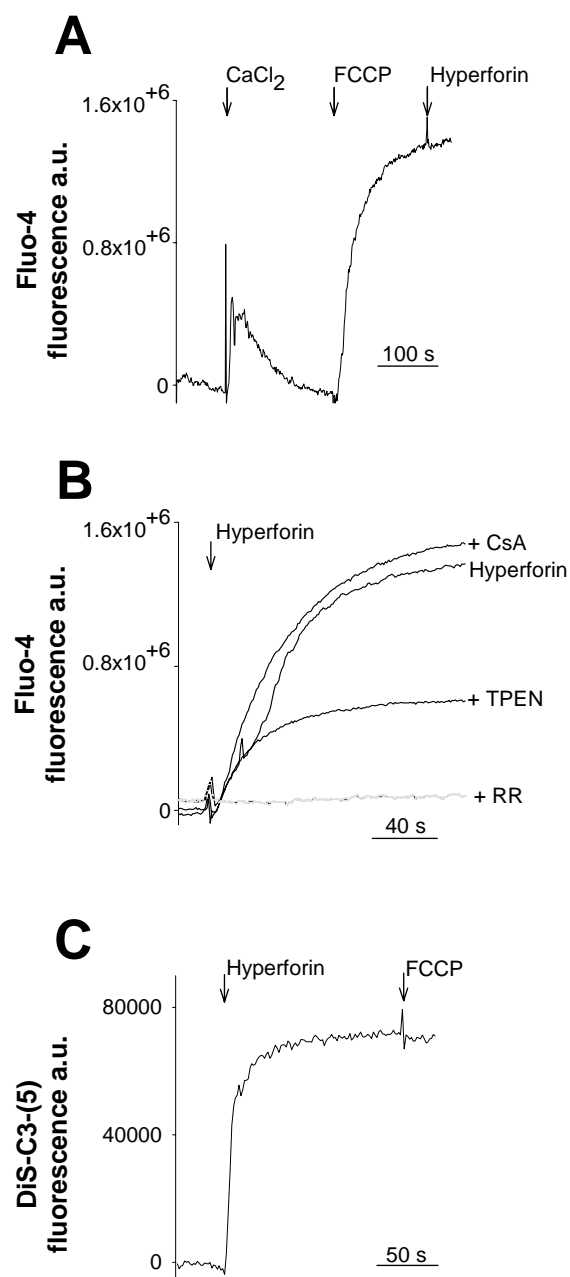 A
CaCl2 FCCP Hyperforin
1.6x10+6
0.8x10+6
0
Fluo-4
fluorescence a.u.
100 s
B
Hyperforin
1.6x10+6
0.8x10+6
0
Fluo-4
fluorescence a.u.
+ CsA
Hyperforin
+ TPEN
+ RR
40 s
C
Hyperforin FCCP
80000
40000
0
DiS-C3-(5)
fluorescence a.u.
50 s